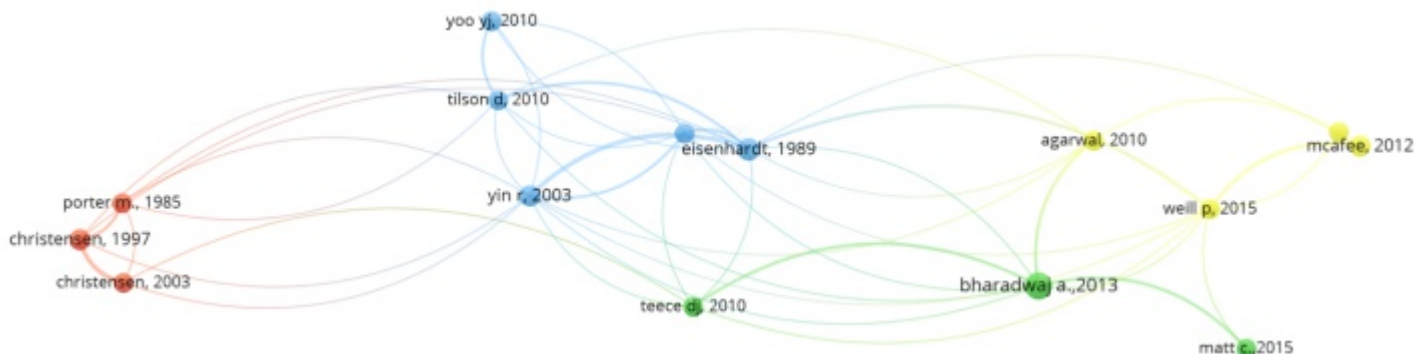 yoo yj, 2010
tilson d, 2010
eisenhardt, 1989
agarwal, 2010
mcafee, 2012
yin r, 2003
porter m., 1985
weill p, 2015
christensen, 1997
christensen, 2003
bharadwaj a.,2013
teece dj, 2010
matt c.,2015